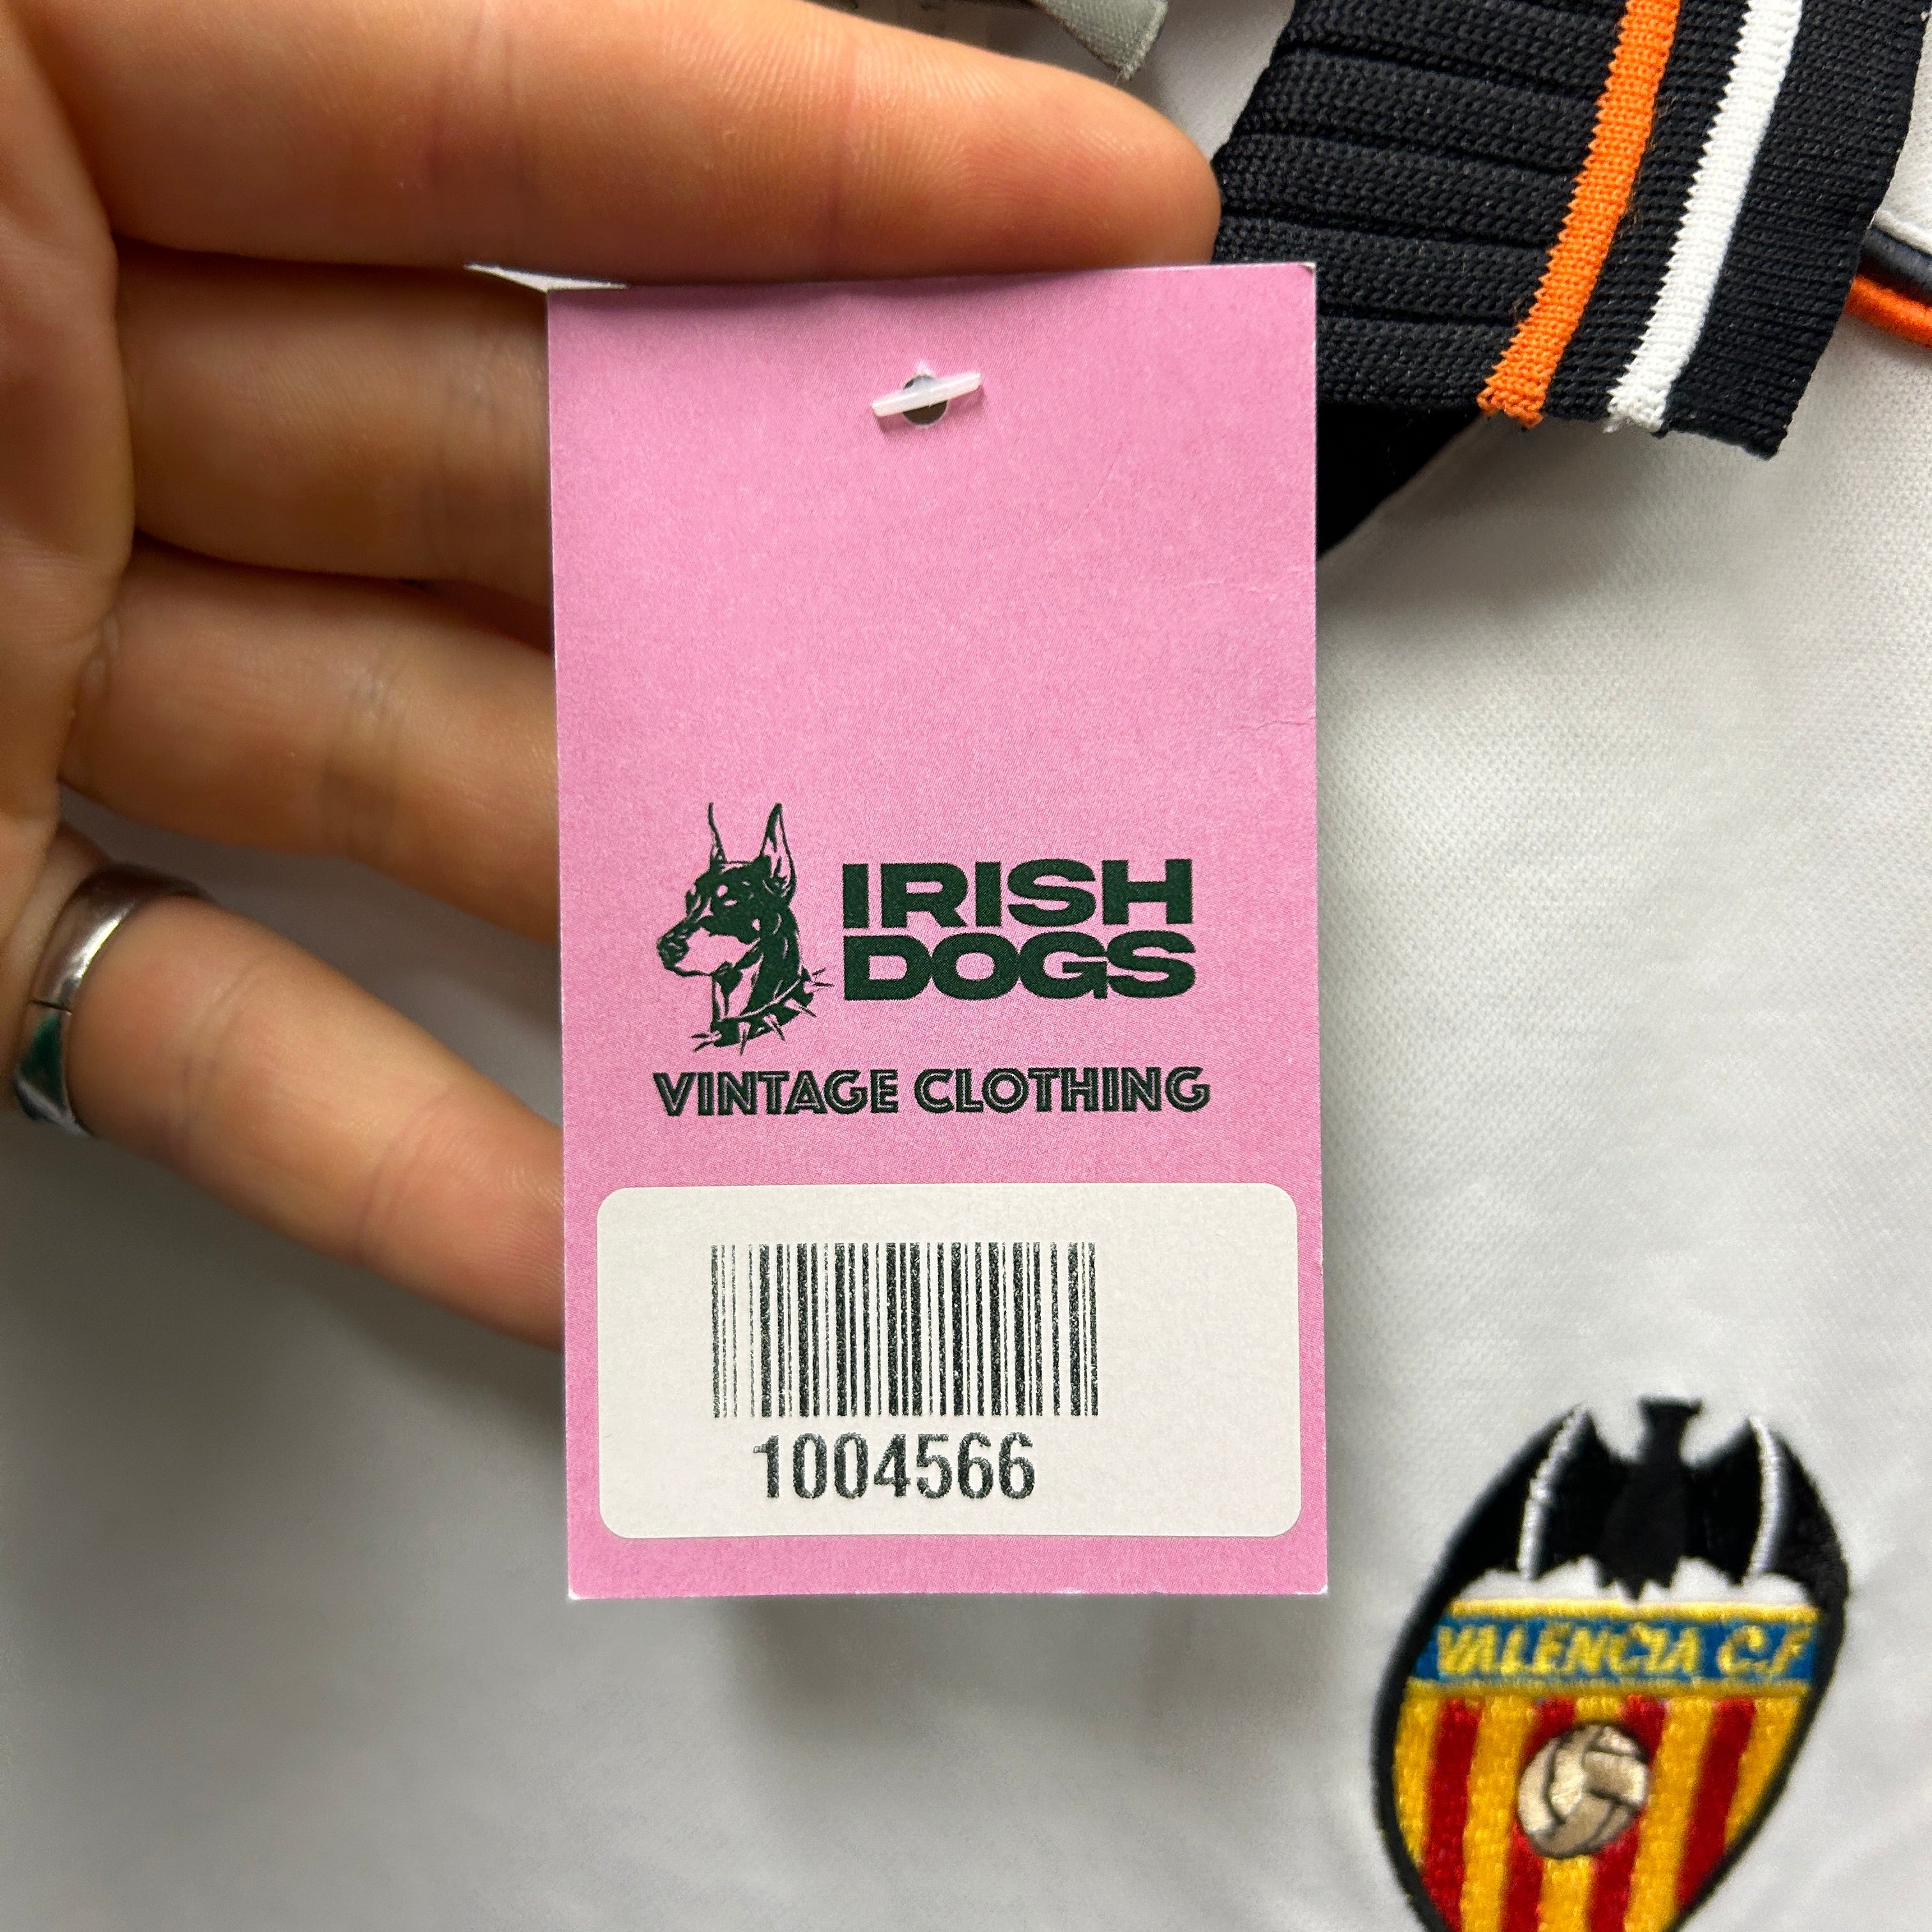 IRISH
DOGS
VINTAGE CLOTHING
1004566
VALENCIA C.F